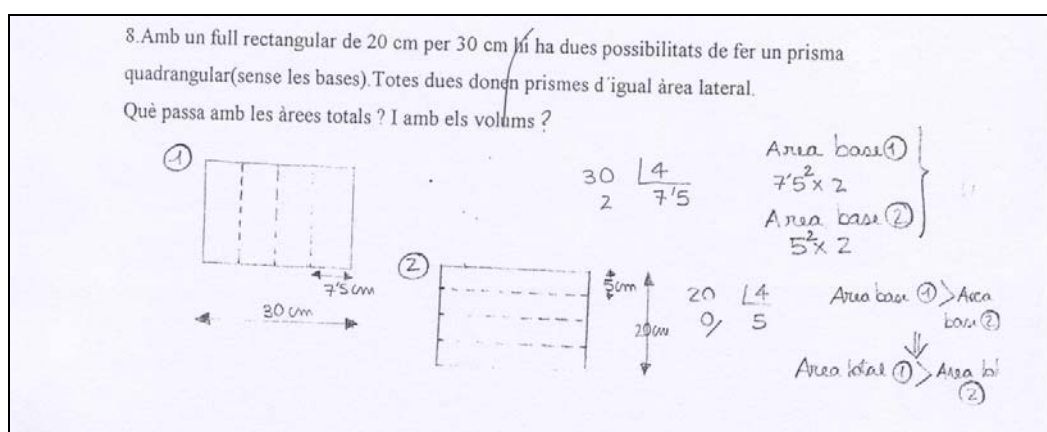 8.Amb un full rectangular de 20 cm per 30 cm hi ha dues possibilitats de fer un prisma
quadrangular(sense les bases).Totes dues donen prismes d´igual àrea lateral.
Què passa amb les àrees totals ? I amb els volums ?
1
7'5 cm
30 cm
30 4
2 7'5
Area base 1
7'5² x 2
Area base 2
5² x 2
2
5cm
20cm
20 4
0 5
Area base 1 > Area
base 2
⇓
Area total 1 > Area tot
2